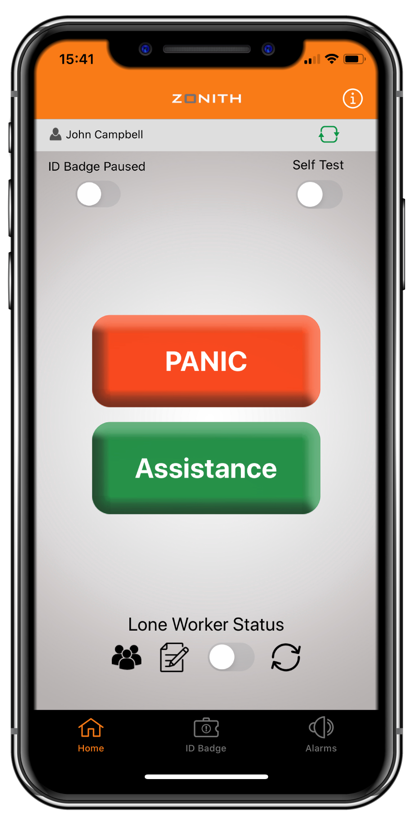 15:41
ZONITH
John Campbell
ID Badge Paused
Self Test
PANIC
Assistance
Lone Worker Status
Home
ID Badge
Alarms